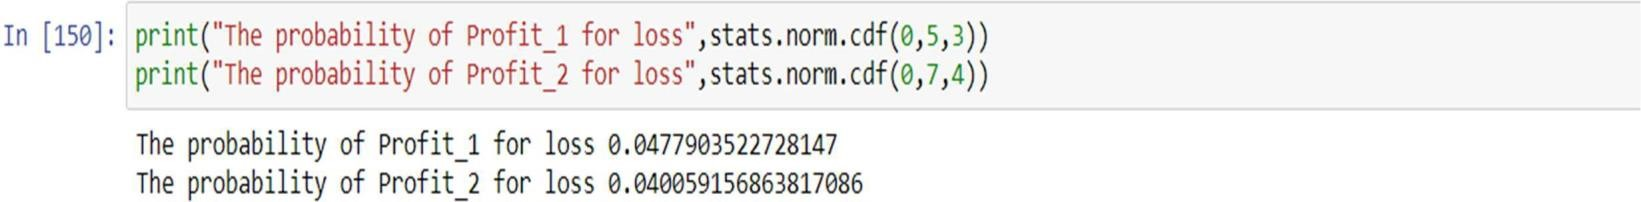 In [150]: print("The probability of Profit_1 for loss",stats.norm.cdf(0,5,3))
print("The probability of Profit_2 for loss",stats.norm.cdf(0,7,4))
The probability of Profit_1 for loss 0.0477903522728147
The probability of Profit_2 for loss 0.040059156863817086